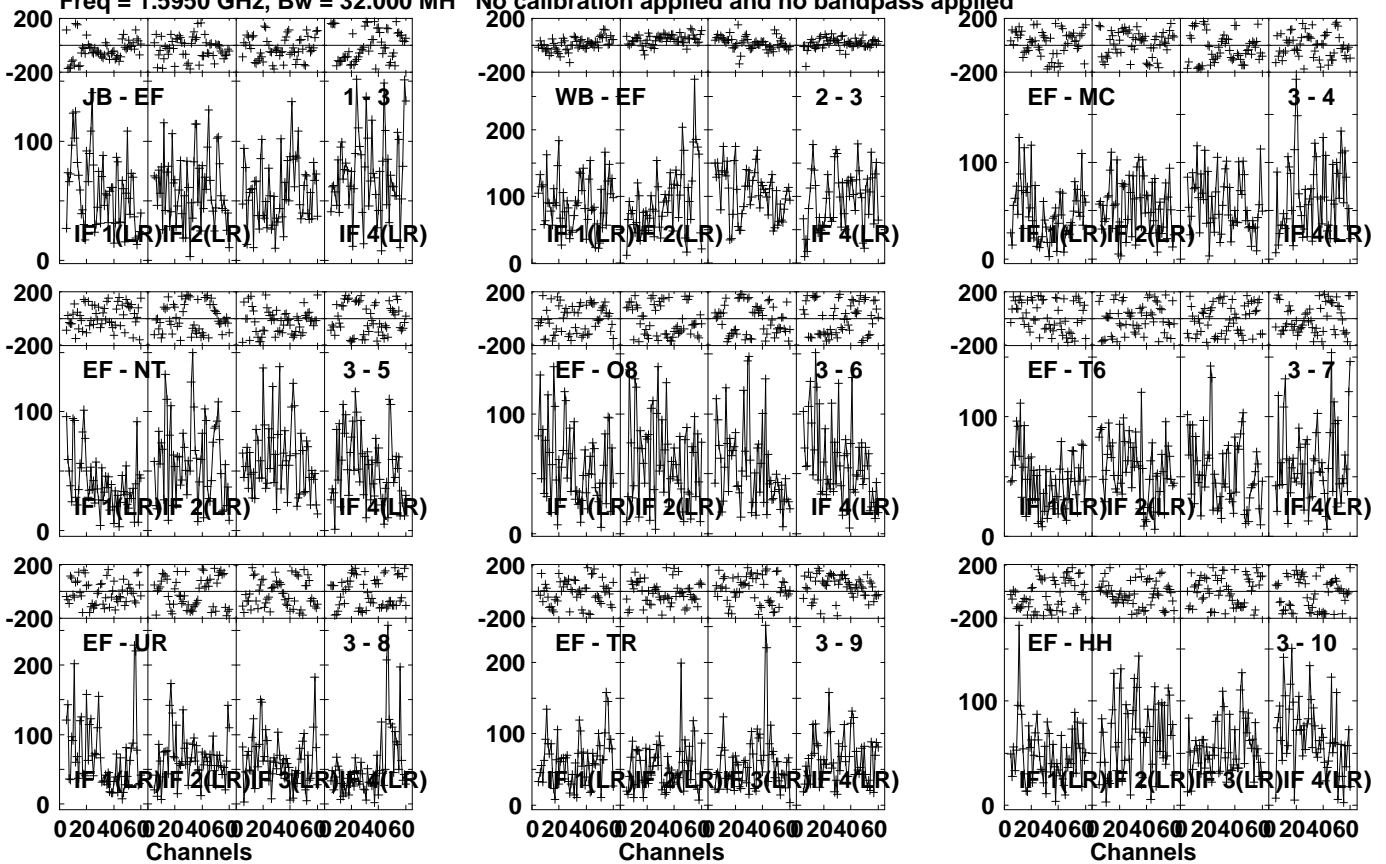 Freq = 1.5950 GHz, Bw = 32.000 MH No calibration applied and no bandpass applied
200
-200
JB - EF 1 - 3
100
0
IF 1(LR) IF 2(LR) IF 4(LR)
200
-200
WB - EF 2 - 3
200
100
0
IF 1(LR) IF 2(LR) IF 4(LR)
200
-200
EF - MC 3 - 4
100
0
IF 1(LR) IF 2(LR) IF 4(LR)
200
-200
EF - NT 3 - 5
100
0
IF 1(LR) IF 2(LR) IF 4(LR)
200
-200
EF - O8 3 - 6
100
0
IF 1(LR) IF 2(LR) IF 4(LR)
200
-200
EF - T6 3 - 7
100
0
IF 1(LR) IF 2(LR) IF 4(LR)
200
-200
EF - UR 3 - 8
200
100
0
IF 1(LR) IF 2(LR) IF 3(LR) IF 4(LR)
0 20 40 60 0 20 40 60 0 20 40 60 0 20 40 60
Channels
200
-200
EF - TR 3 - 9
200
100
0
IF 1(LR) IF 2(LR) IF 3(LR) IF 4(LR)
0 20 40 60 0 20 40 60 0 20 40 60 0 20 40 60
Channels
200
-200
EF - HH 3 - 10
100
0
IF 1(LR) IF 2(LR) IF 3(LR) IF 4(LR)
0 20 40 60 0 20 40 60 0 20 40 60 0 20 40 60
Channels